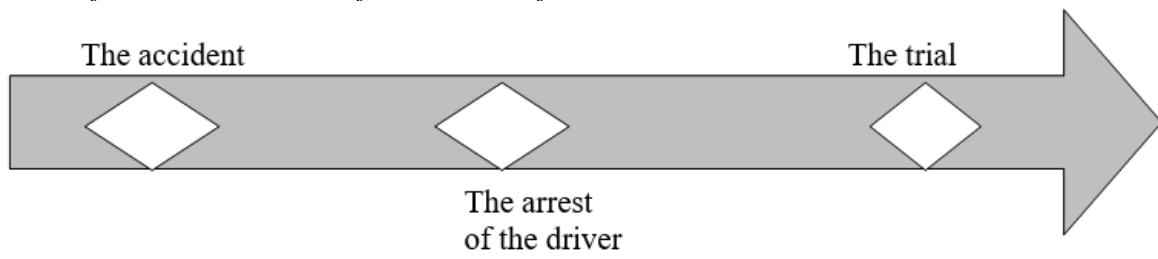 The accident
The trial
The arrest
of the driver